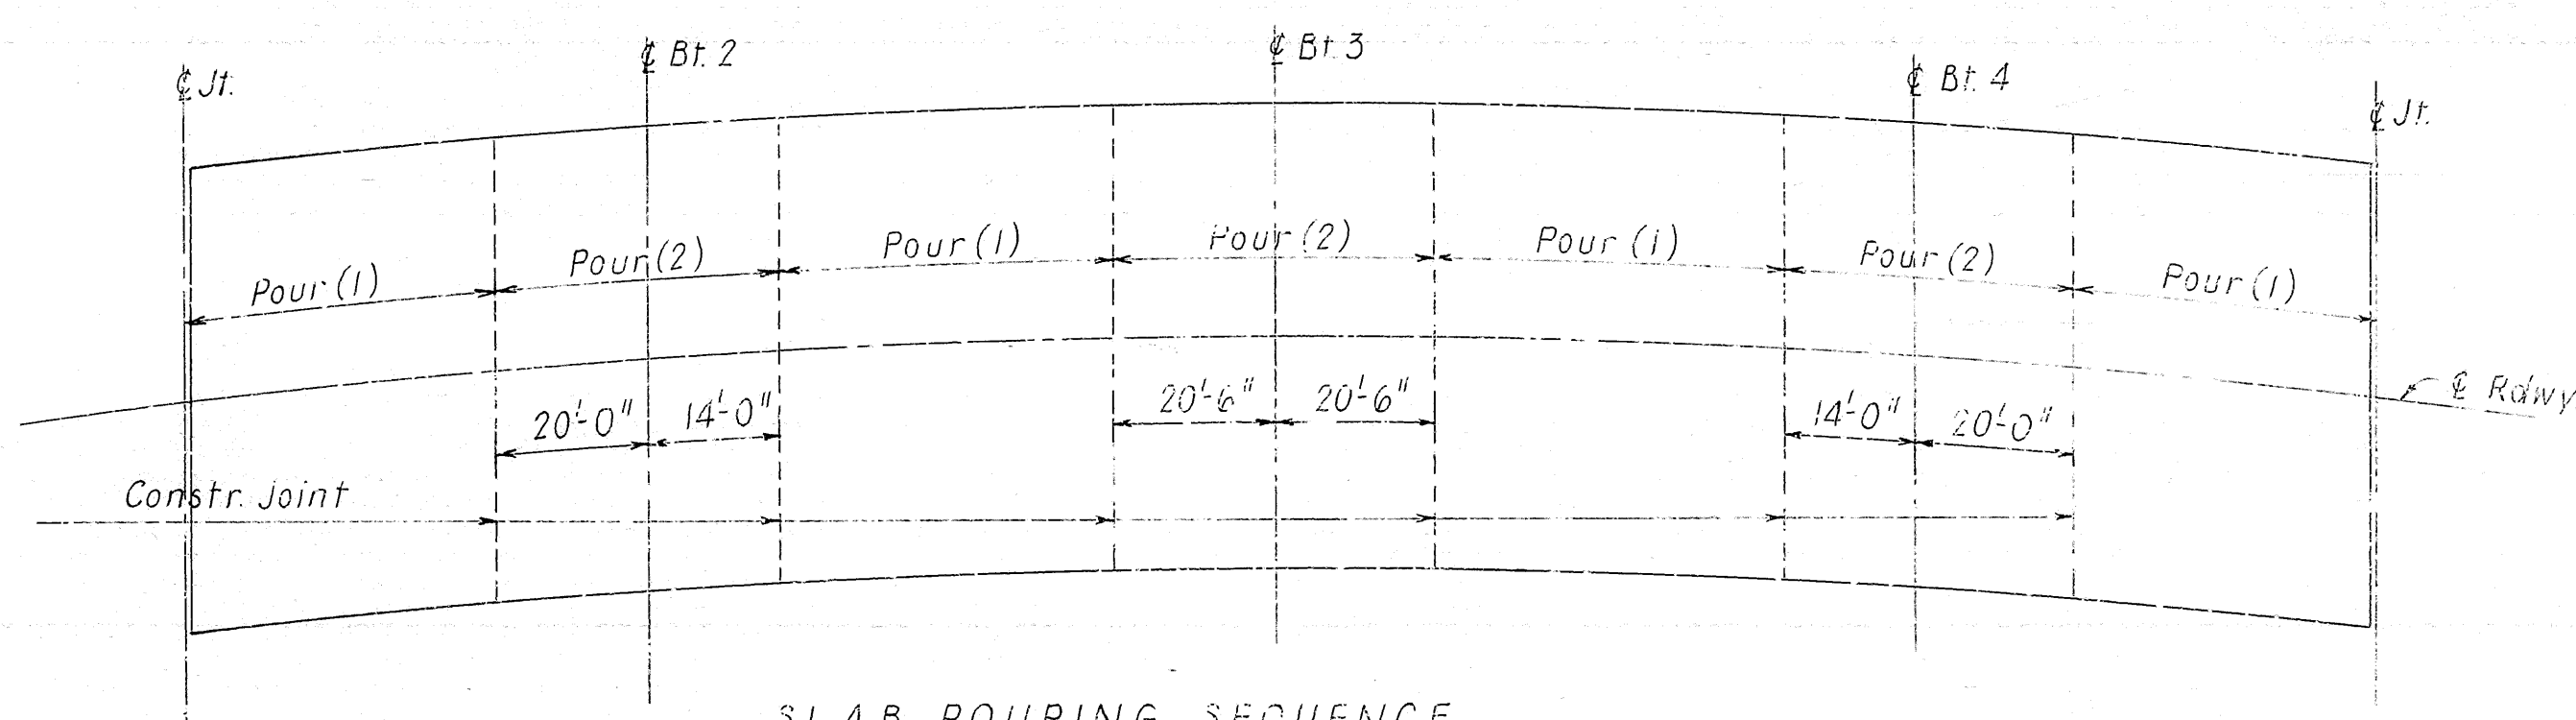 ℄ Jt.
℄ Bt. 2
℄ Bt. 3
℄ Bt. 4
℄ Jt.
Pour (1)
Pour (2)
Pour (1)
Pour (2)
Pour (1)
Pour (2)
Pour (1)
20'-0"
14'-0"
20'-6"
20'-6"
14'-0"
20'-0"
℄ Rdwy
Constr. Joint
SLAB POURING SEQUENCE